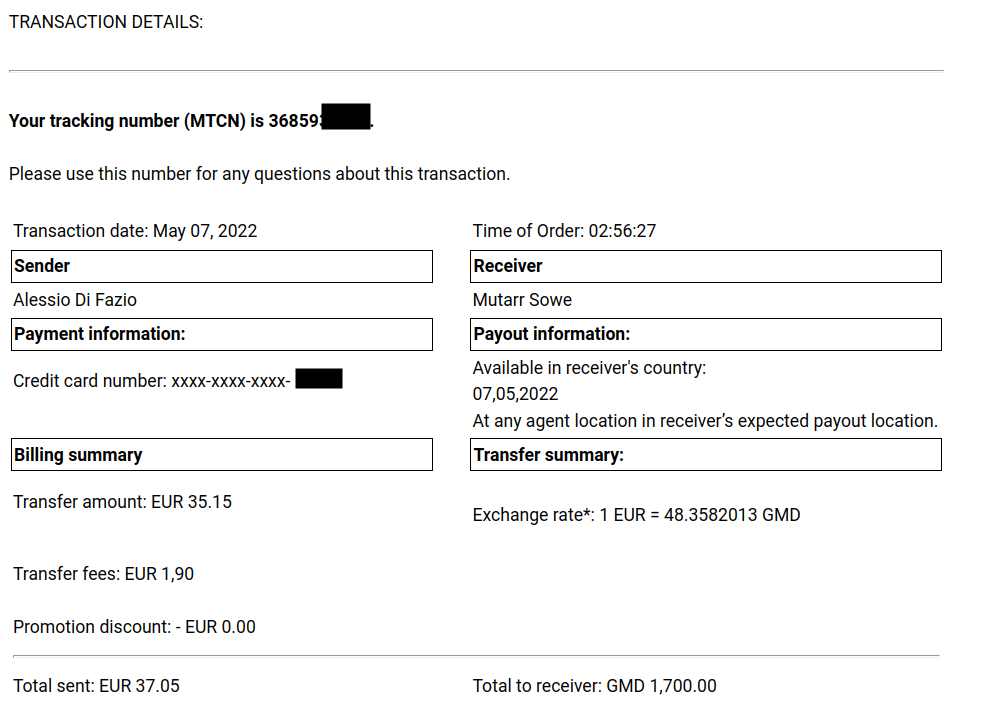 TRANSACTION DETAILS:
Your tracking number (MTCN) is 36859
Please use this number for any questions about this transaction.
Transaction date: May 07, 2022
Time of Order: 02:56:27
Sender
Receiver
Alessio Di Fazio
Mutarr Sowe
Payment information:
Payout information:
Credit card number: xxxx-xxxx-xxxx-
Available in receiver's country:
07,05,2022
At any agent location in receiver’s expected payout location.
Billing summary
Transfer summary:
Transfer amount: EUR 35.15
Exchange rate*: 1 EUR = 48.3582013 GMD
Transfer fees: EUR 1,90
Promotion discount: - EUR 0.00
Total sent: EUR 37.05
Total to receiver: GMD 1,700.00